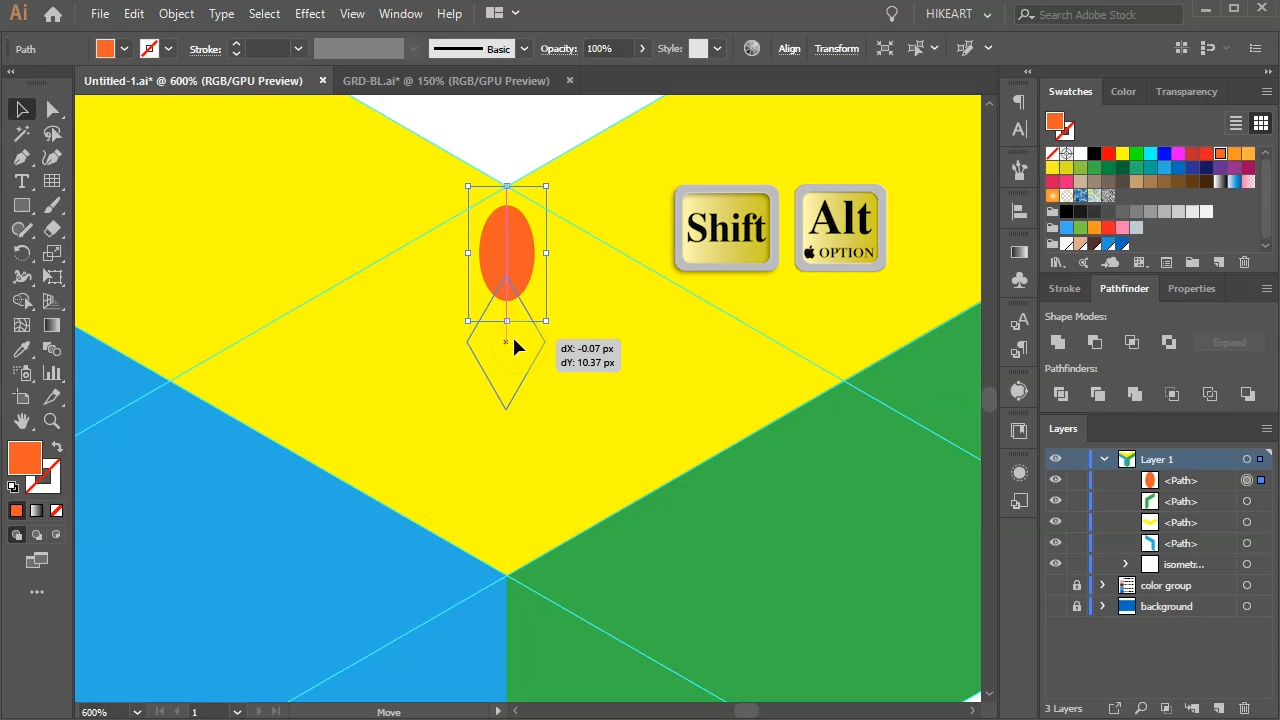 Ai File Edit Object Type Select Effect View Window Help HIKEART Search Adobe Stock
Path Stroke: Basic Opacity: 100% Style: Align Transform
Untitled-1.ai* @ 600% (RGB/GPU Preview) × GRD-BL.ai* @ 150% (RGB/GPU Preview) ×
Swatches Color Transparency
Shift
Alt
OPTION
Stroke Pathfinder Properties
Shape Modes:
Expand
dX: -0.07 px
dY: 10.37 px
Pathfinders:
Layers
Layer 1
<Path>
<Path>
<Path>
<Path>
isometr...
color group
background
600% 1 Move
3 Layers